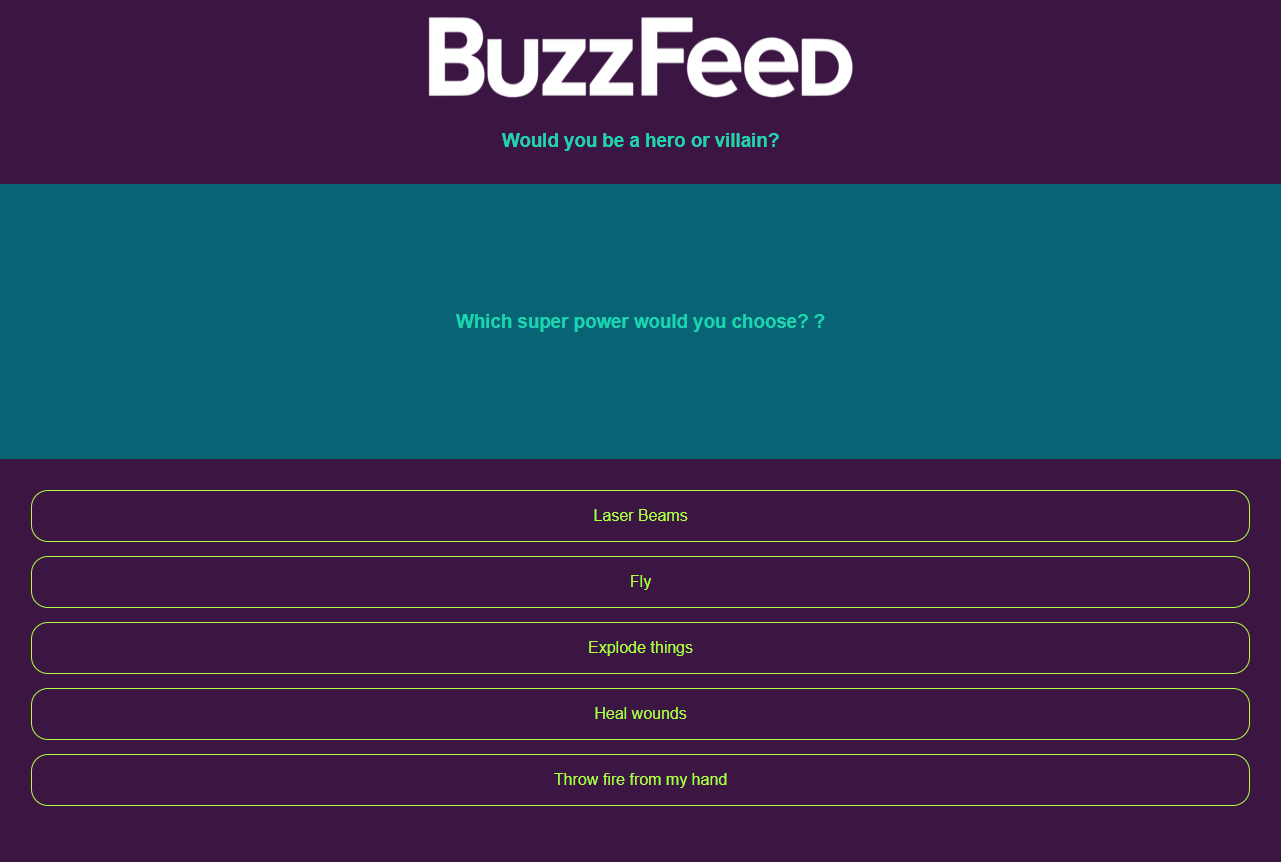 BuzzFeed
Would you be a hero or villain?
Which super power would you choose? ?
Laser Beams
Fly
Explode things
Heal wounds
Throw fire from my hand